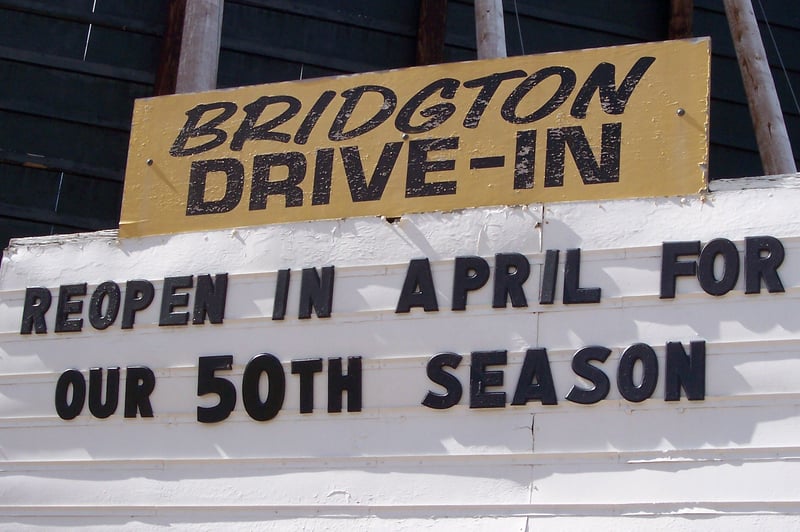 BRIDGTON
DRIVE-IN
REOPEN IN APRIL FOR
OUR 50TH SEASON